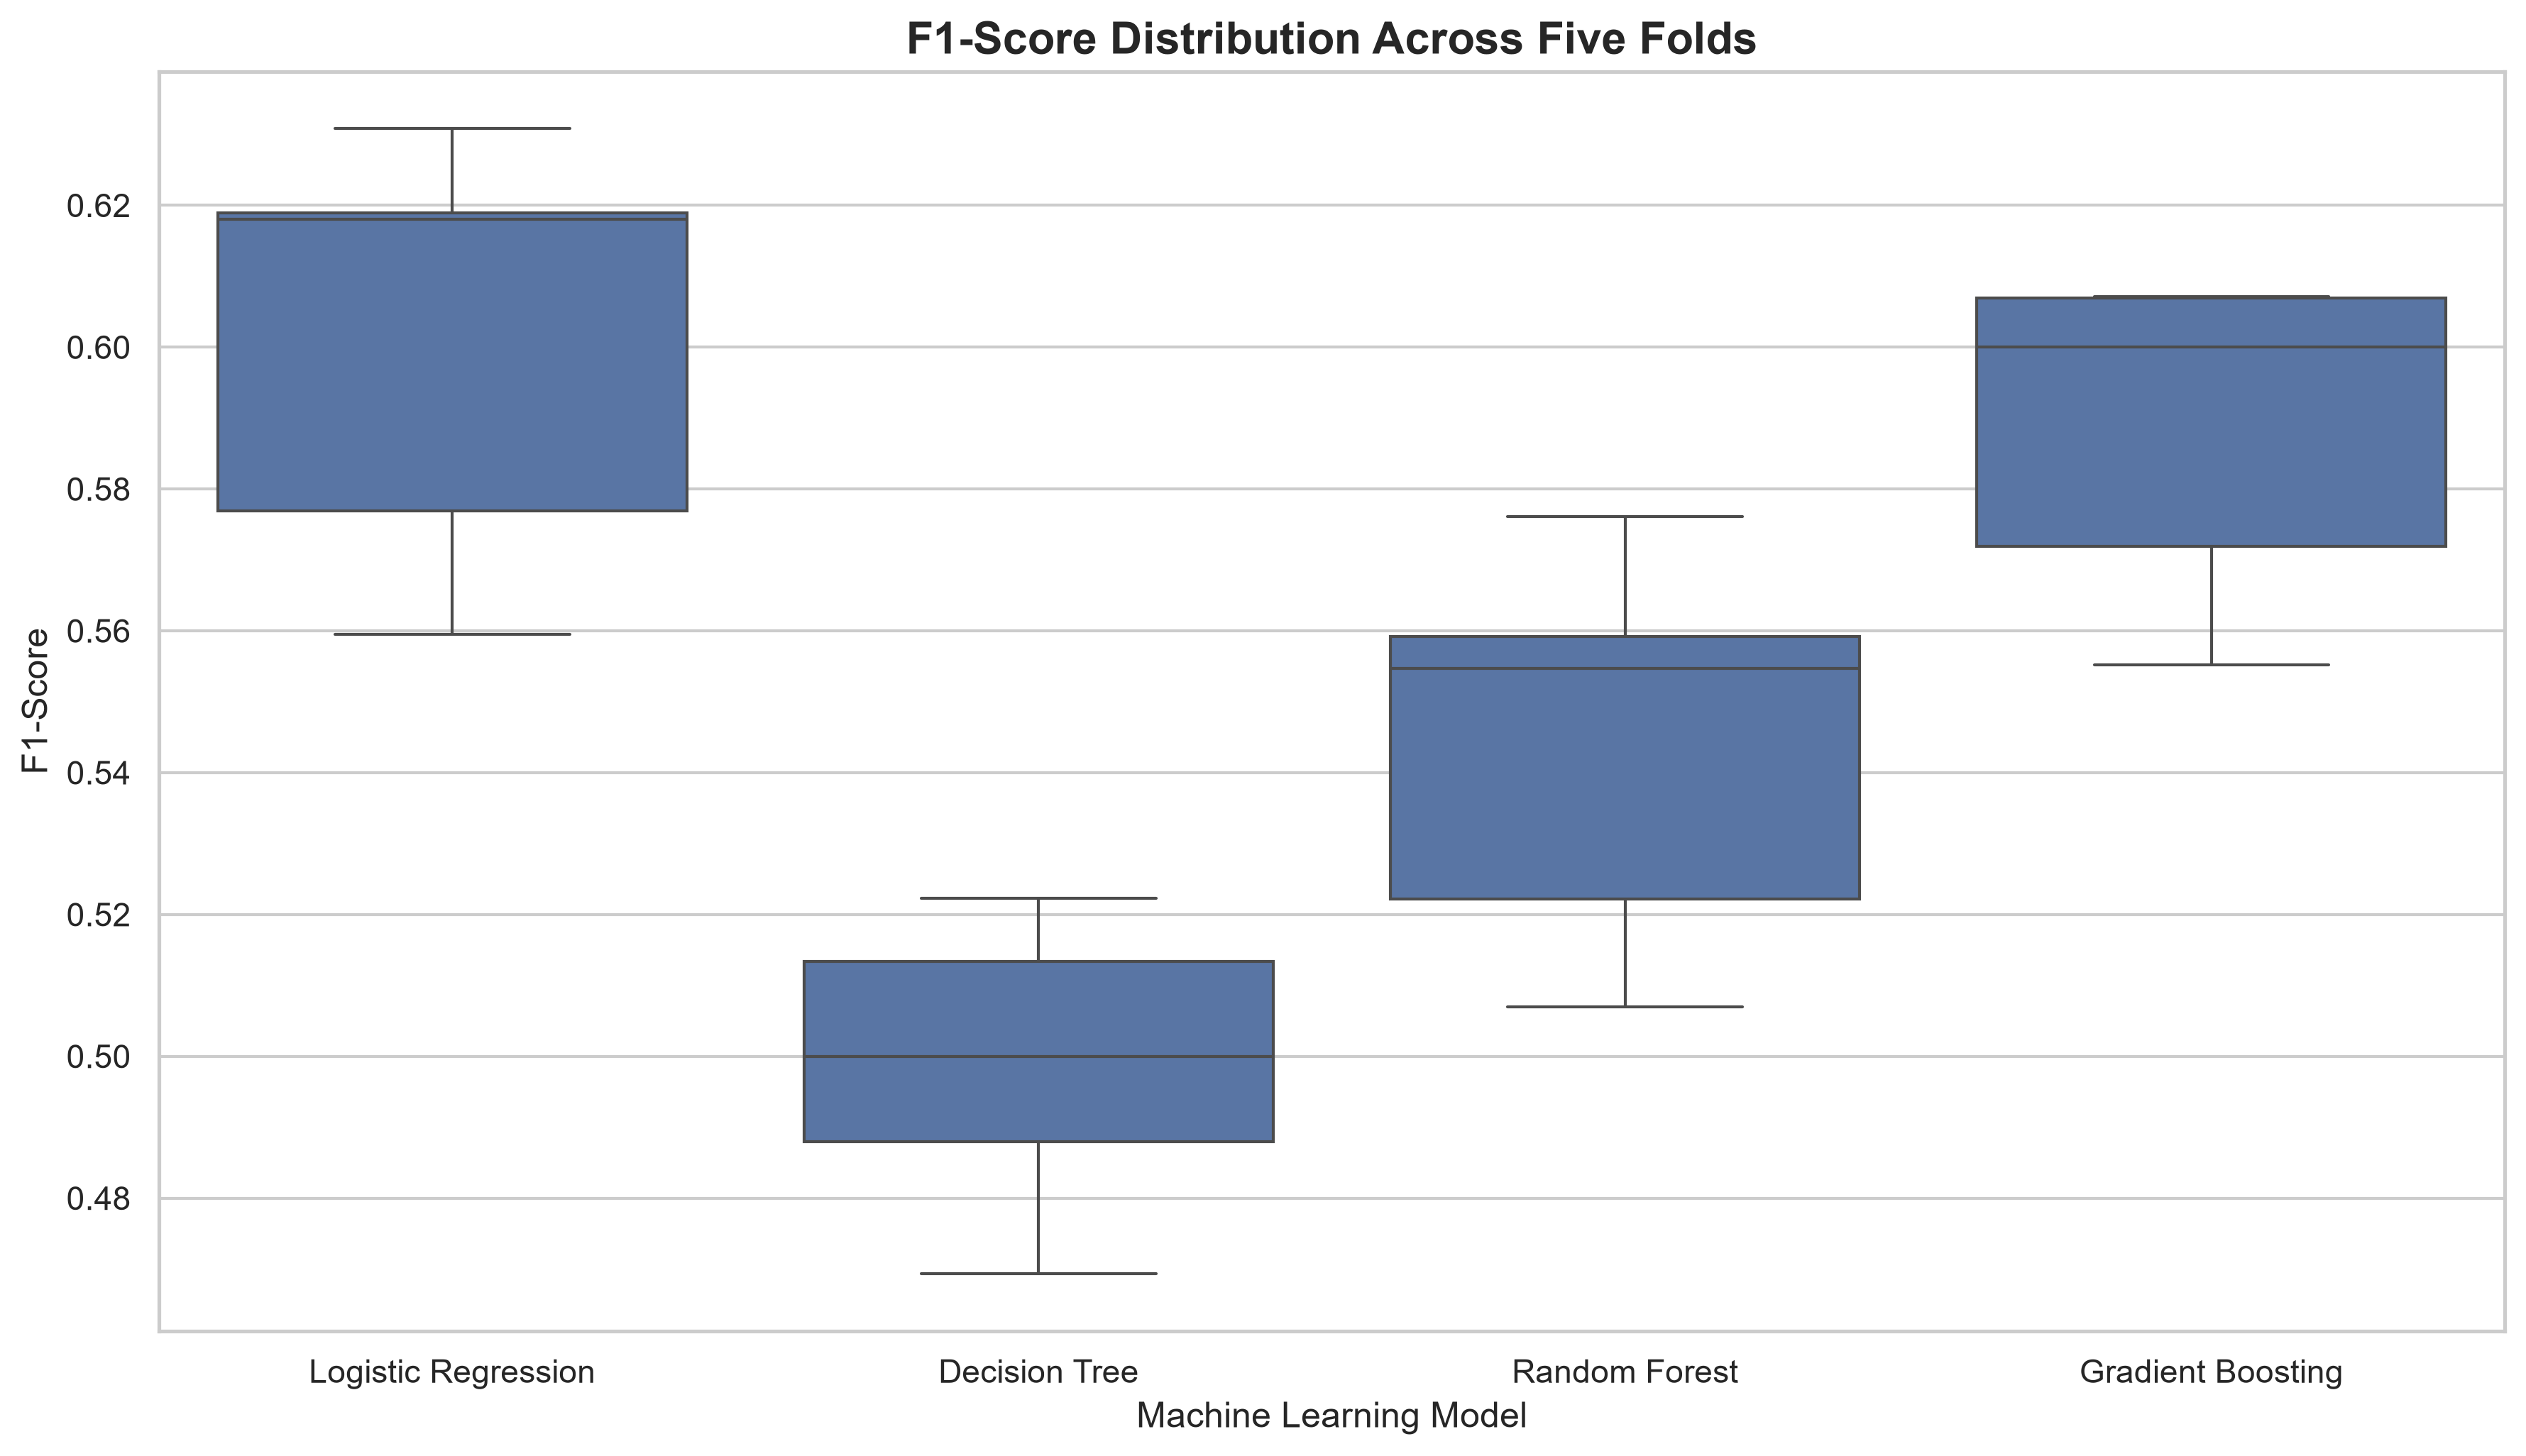 F1-Score Distribution Across Five Folds
F1-Score
0.62
0.60
0.58
0.56
0.54
0.52
0.50
0.48
Logistic Regression
Decision Tree
Random Forest
Gradient Boosting
Machine Learning Model